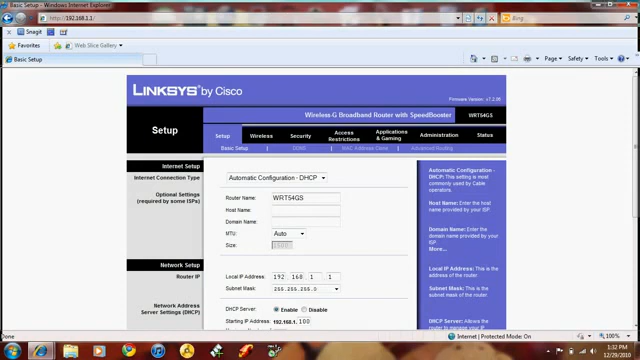 Basic Setup - Windows Internet Explorer
http://192.168.1.1/
Bing
Snagit
Favorites
Web Slice Gallery
Basic Setup
Page
Safety
Tools
LINKSYS by Cisco
Firmware Version: v7.2.06
Wireless-G Broadband Router with SpeedBooster
WRT54GS
Setup
Setup
Wireless
Security
Access Restrictions
Applications & Gaming
Administration
Status
Basic Setup
DDNS
MAC Address Clone
Advanced Routing
Internet Setup
Internet Connection Type
Automatic Configuration - DHCP
Optional Settings
(required by some ISPs)
Router Name: WRT54GS
Host Name:
Domain Name:
MTU: Auto
Size: 1500
Network Setup
Router IP
Local IP Address: 192 . 168 . 1 . 1
Subnet Mask: 255.255.255.0
Network Address
Server Settings (DHCP)
DHCP Server: Enable Disable
Starting IP Address: 192.168.1. 100
Automatic Configuration -
DHCP: This setting is most
commonly used by Cable
operators.
Host Name: Enter the host
name provided by your ISP.
Domain Name: Enter the
domain name provided by
your ISP.
More...
Local IP Address: This is the
address of the router.
Subnet Mask: This is the
subnet mask of the router.
DHCP Server: Allows the
router to manage your IP
Done
Internet | Protected Mode: On
100%
1:32 PM
12/29/2010